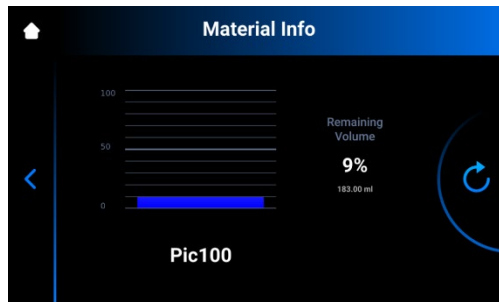 Material Info
100
50
0
Remaining
Volume
9%
183.00 ml
Pic100